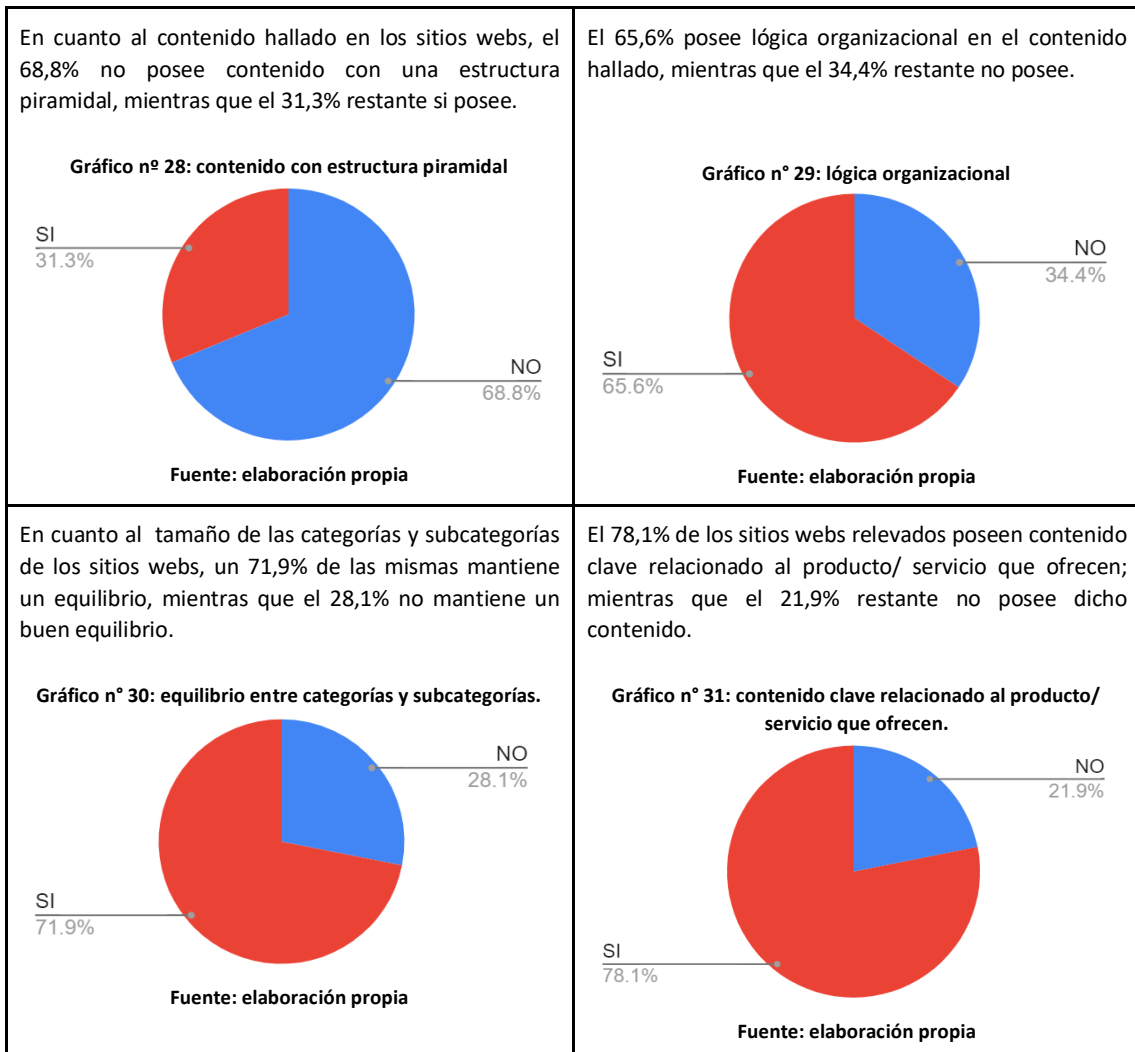 En cuanto al contenido hallado en los sitios webs, el
68,8% no posee contenido con una estructura
piramidal, mientras que el 31,3% restante si posee.
Gráfico nº 28: contenido con estructura piramidal
SI
31.3%
NO
68.8%
Fuente: elaboración propia
El 65,6% posee lógica organizacional en el contenido
hallado, mientras que el 34,4% restante no posee.
Gráfico n° 29: lógica organizacional
NO
34.4%
SI
65.6%
Fuente: elaboración propia
En cuanto al tamaño de las categorías y subcategorías
de los sitios webs, un 71,9% de las mismas mantiene
un equilibrio, mientras que el 28,1% no mantiene un
buen equilibrio.
Gráfico n° 30: equilibrio entre categorías y subcategorías.
NO
28.1%
SI
71.9%
Fuente: elaboración propia
El 78,1% de los sitios webs relevados poseen contenido
clave relacionado al producto/ servicio que ofrecen;
mientras que el 21,9% restante no posee dicho
contenido.
Gráfico n° 31: contenido clave relacionado al producto/
servicio que ofrecen.
NO
21.9%
SI
78.1%
Fuente: elaboración propia